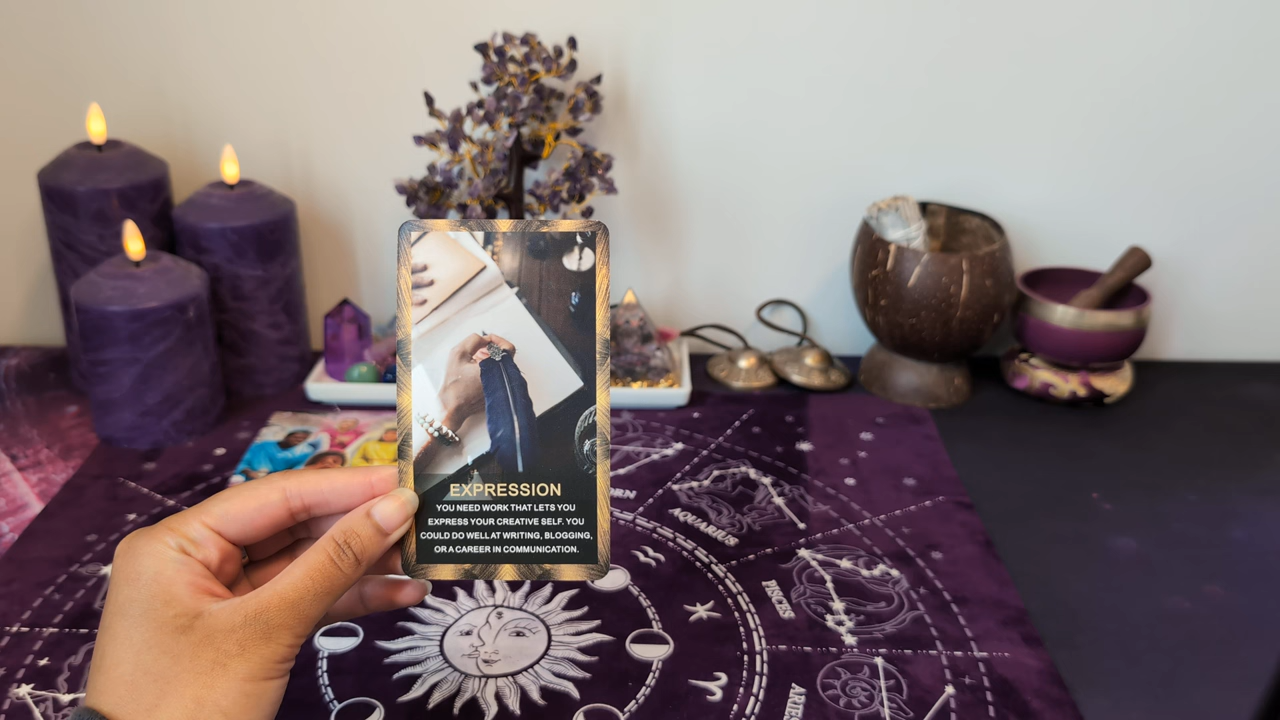 EXPRESSION
YOU NEED WORK THAT LETS YOU
EXPRESS YOUR CREATIVE SELF. YOU
COULD DO WELL AT WRITING, BLOGGING,
OR A CAREER IN COMMUNICATION.
AQUARIUS
PISCES